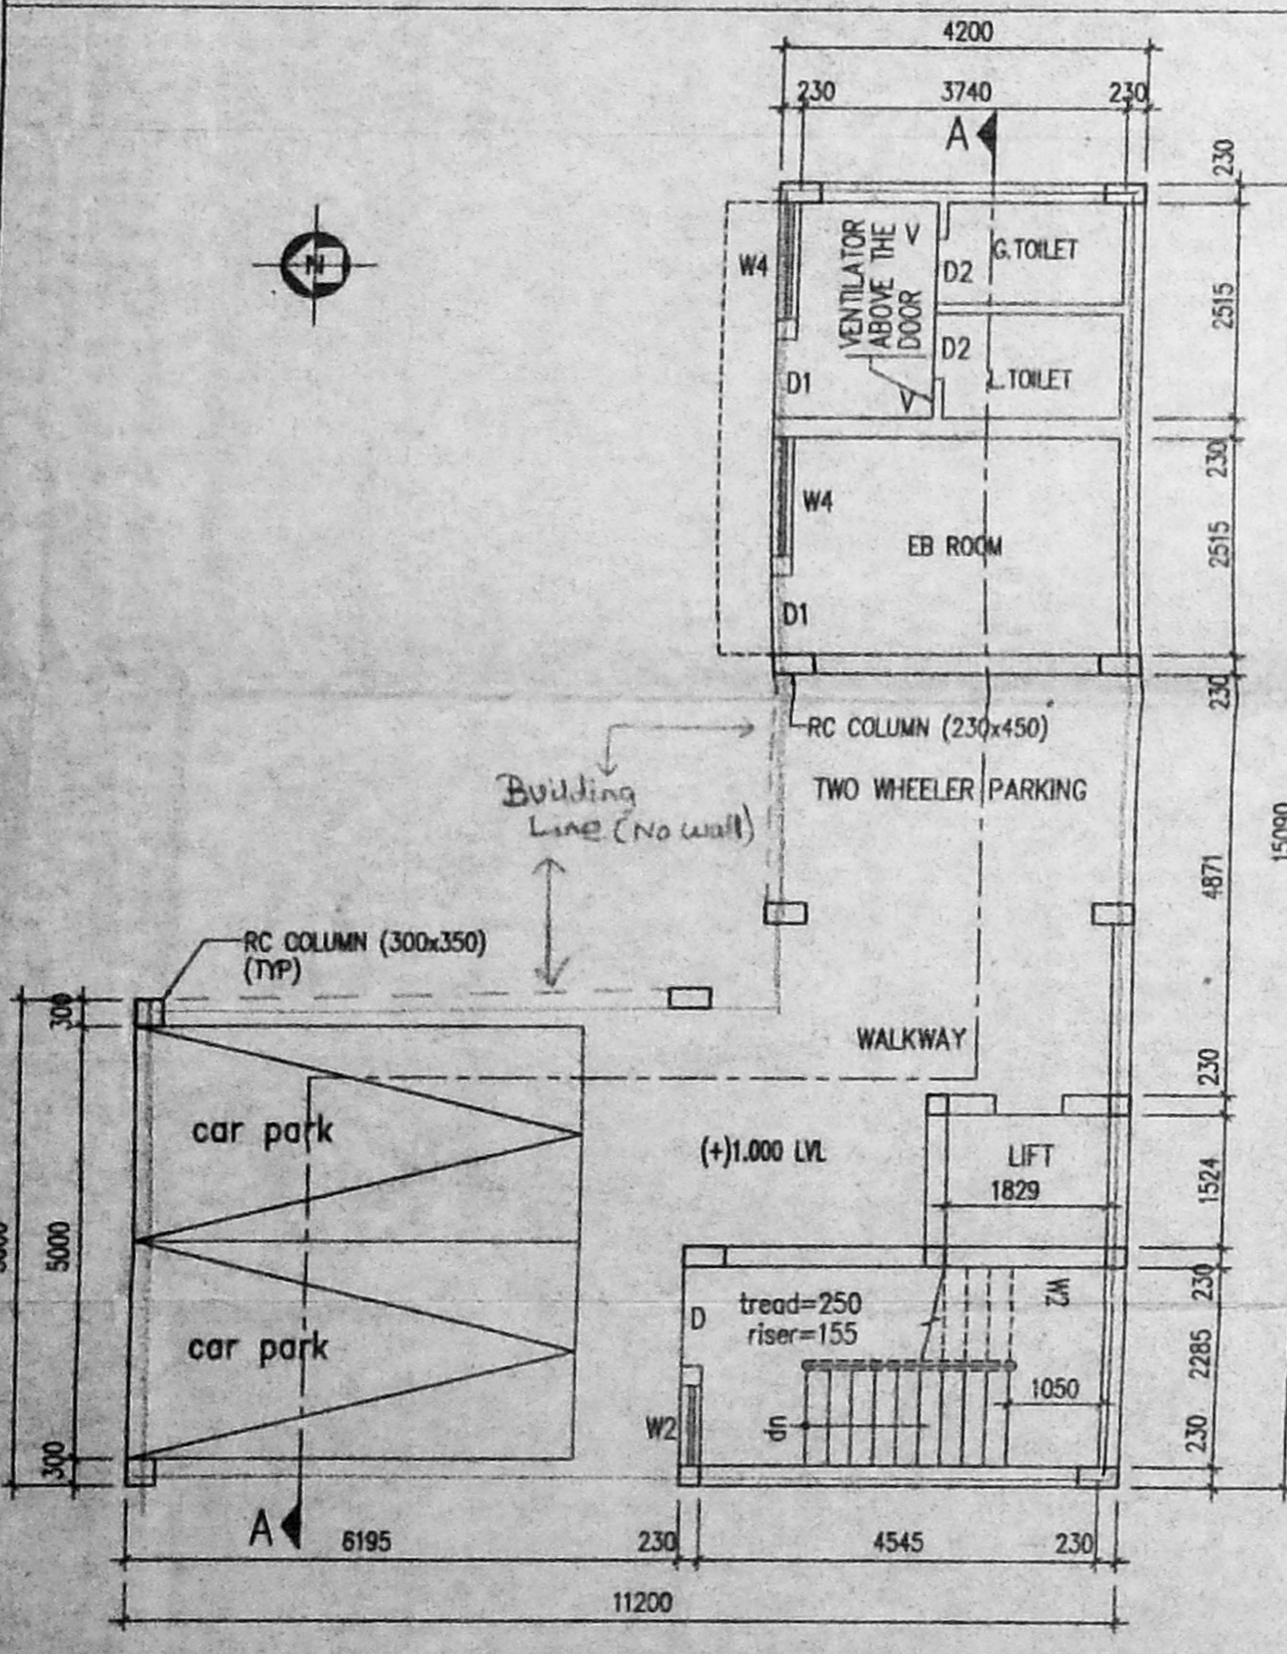 4200
230
3740
230
A
230
N
W4
VENTILATOR
ABOVE THE
DOOR
V
D2
G.TOILET
2515
D2
D1
L.TOILET
V
230
W4
EB ROOM
2515
D1
230
RC COLUMN (230x450)
Building
Line (No wall)
TWO WHEELER PARKING
15090
4871
RC COLUMN (300x350)
(TYP)
300
WALKWAY
230
car park
(+)1.000 LVL
LIFT
1829
1524
5000
230
W2
tread=250
riser=155
D
car park
2285
1050
W2
up
230
300
A
6195
230
4545
230
11200